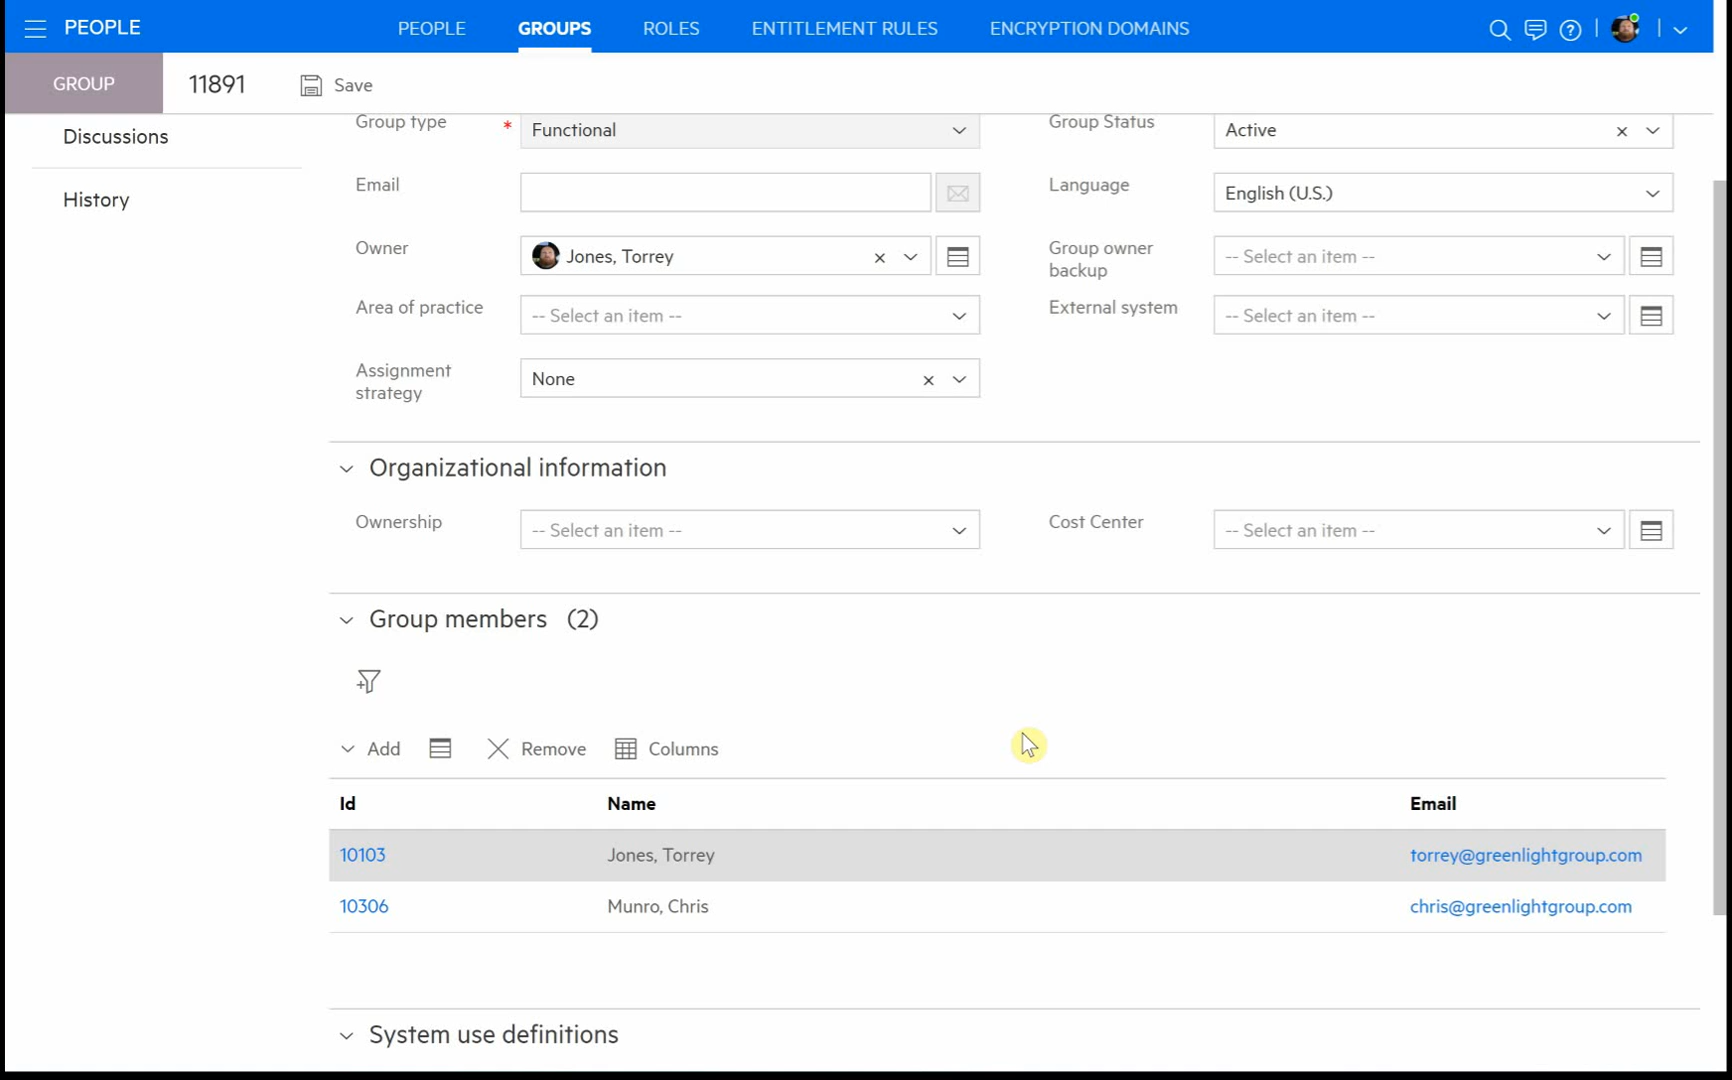 PEOPLE PEOPLE GROUPS ROLES ENTITLEMENT RULES ENCRYPTION DOMAINS
GROUP 11891 Save
Discussions
History
Group type * Functional Group Status Active
Email Language English (U.S.)
Owner Jones, Torrey Group owner backup -- Select an item --
Area of practice -- Select an item -- External system -- Select an item --
Assignment strategy None
Organizational information
Ownership -- Select an item -- Cost Center -- Select an item --
Group members (2)
Add Remove Columns
Id Name Email
10103 Jones, Torrey torrey@greenlightgroup.com
10306 Munro, Chris chris@greenlightgroup.com
System use definitions